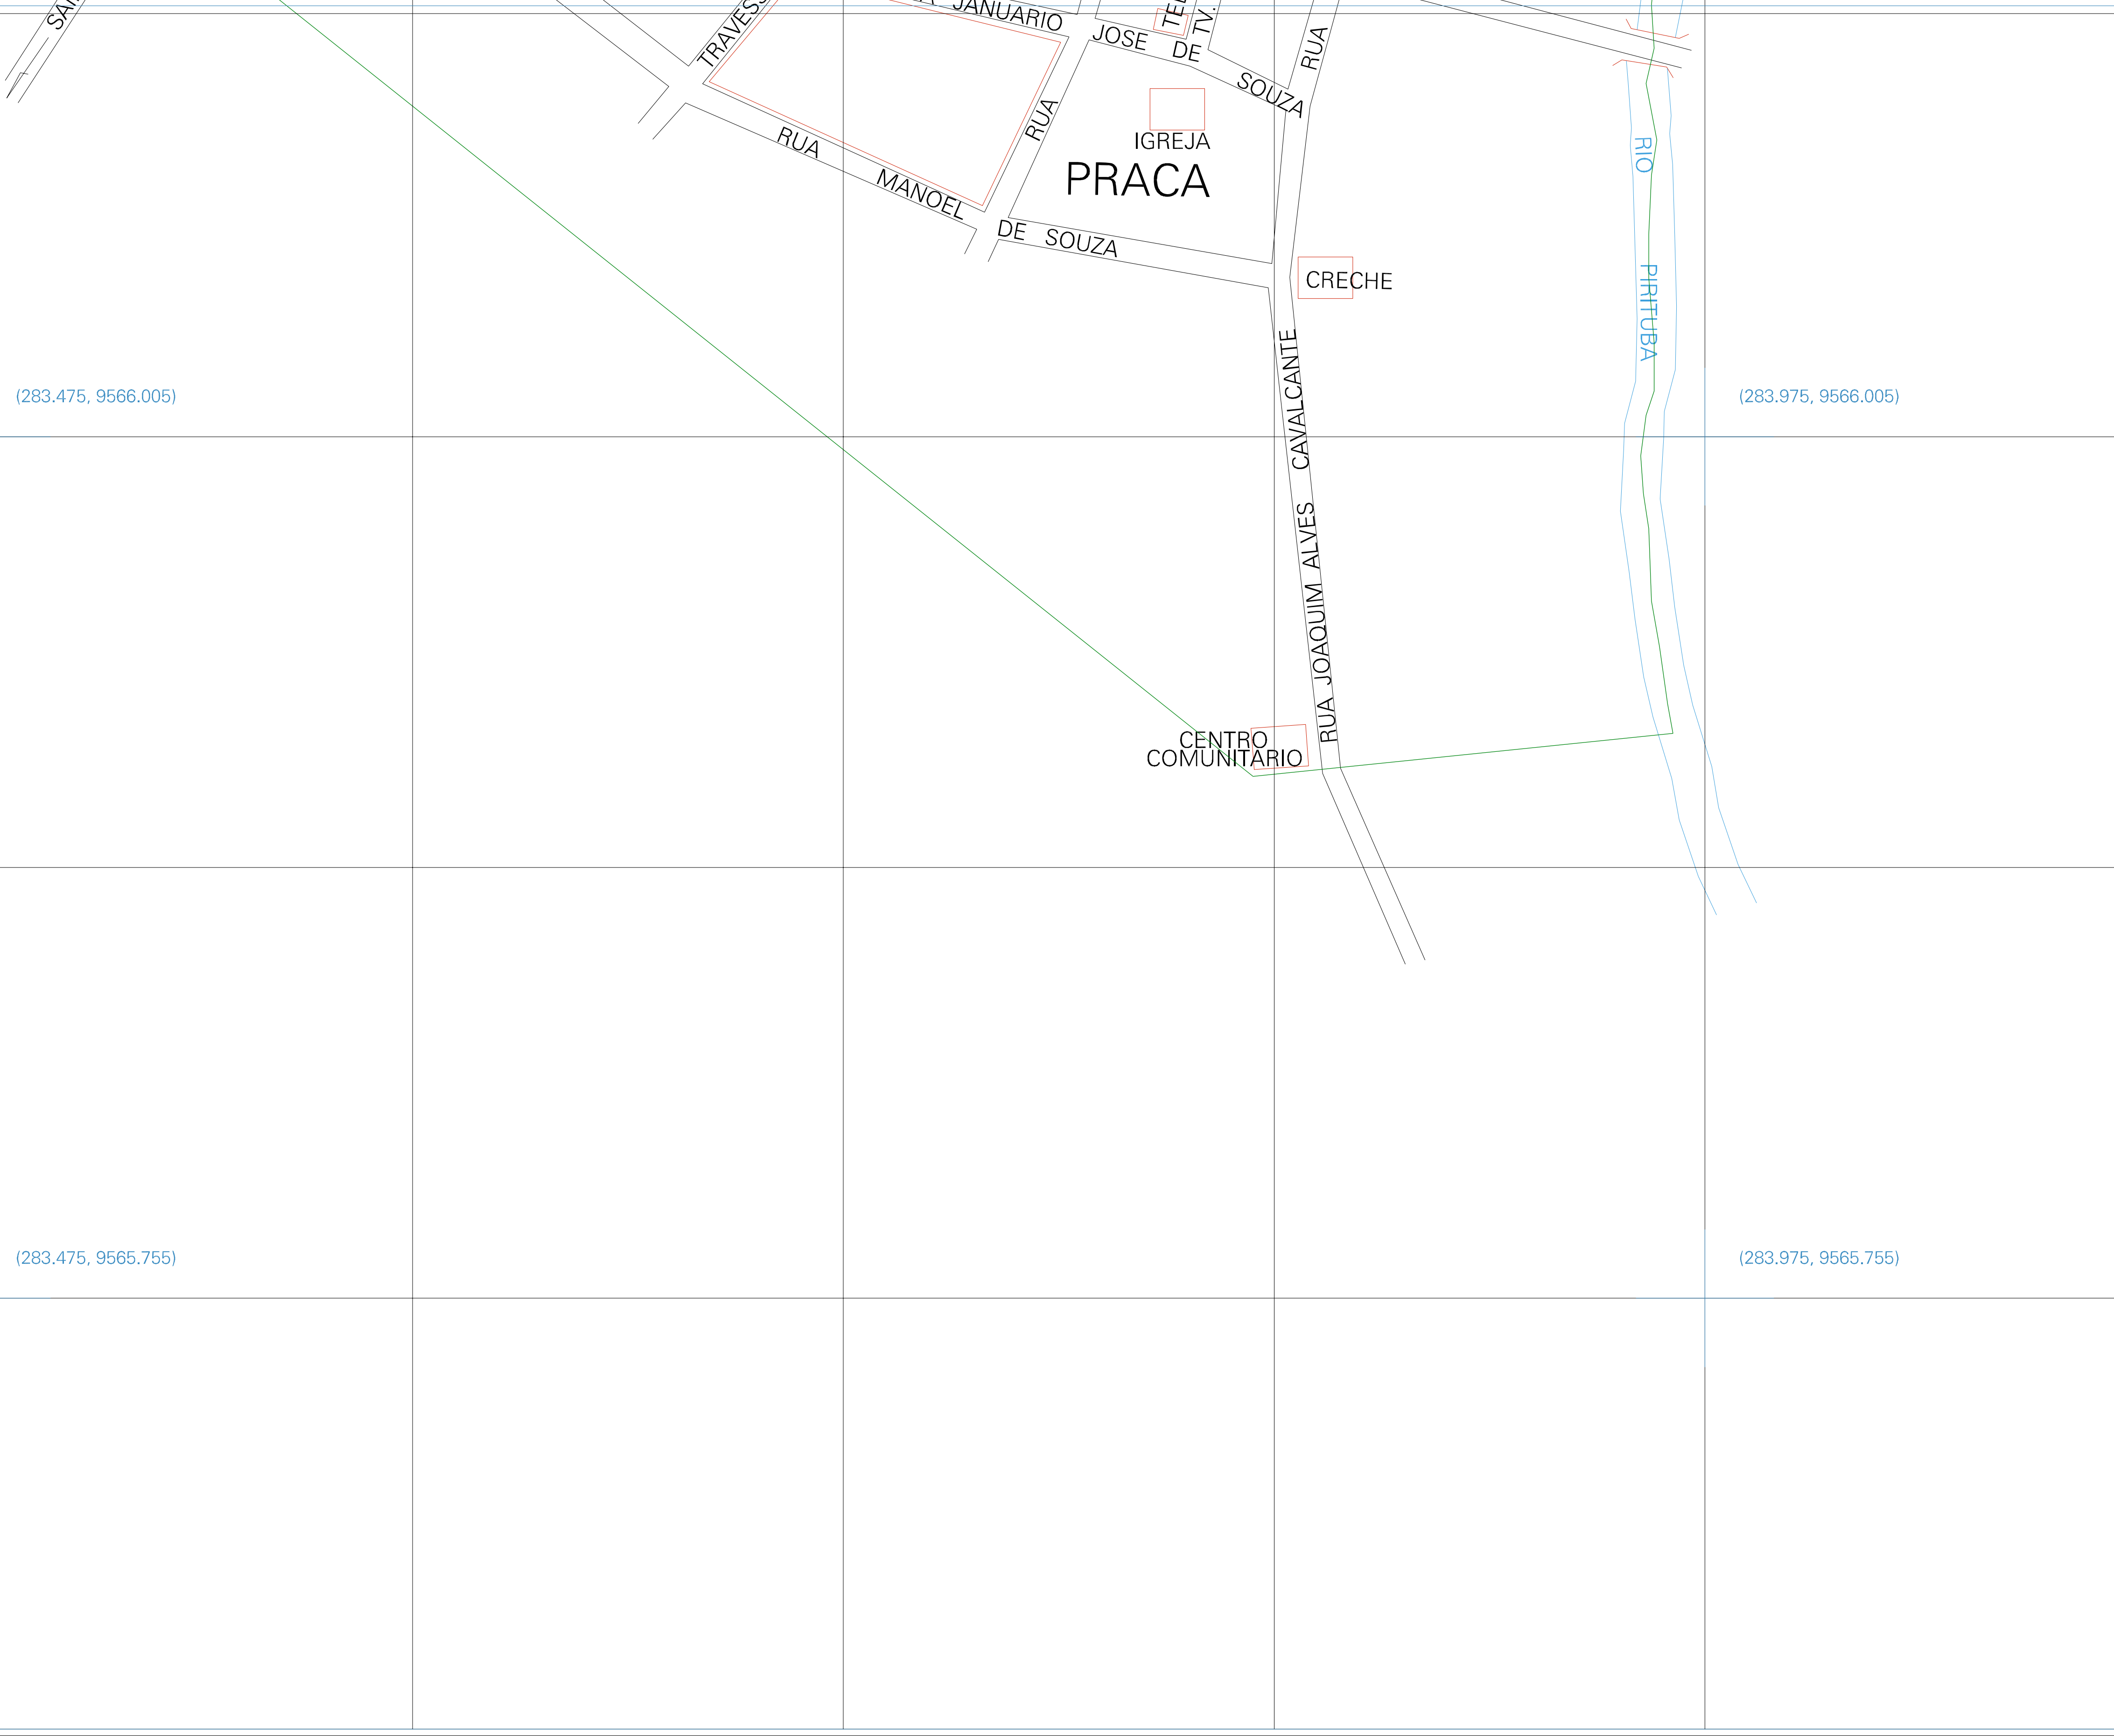 JANUARIO
TV.
JOSE DE SOUZA
RUA
RUA
IGREJA
PRACA
RUA MANOEL DE SOUZA
CRECHE
RIO PIRITUBA
(283.475, 9566.005)
(283.975, 9566.005)
RUA JOAQUIM ALVES CAVALCANTE
CENTRO
COMUNITARIO
(283.475, 9565.755)
(283.975, 9565.755)